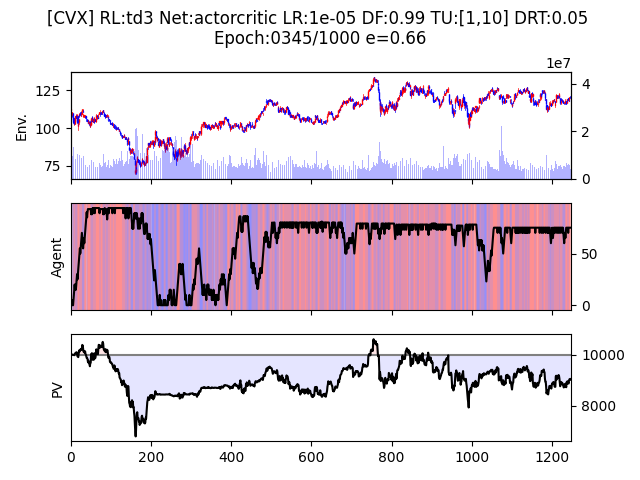 [CVX] RL:td3 Net:actorcritic LR:1e-05 DF:0.99 TU:[1,10] DRT:0.05
Epoch:0345/1000 e=0.66
1e7
125
100
75
Env.
4
2
0
Agent
50
0
PV
10000
8000
0 200 400 600 800 1000 1200